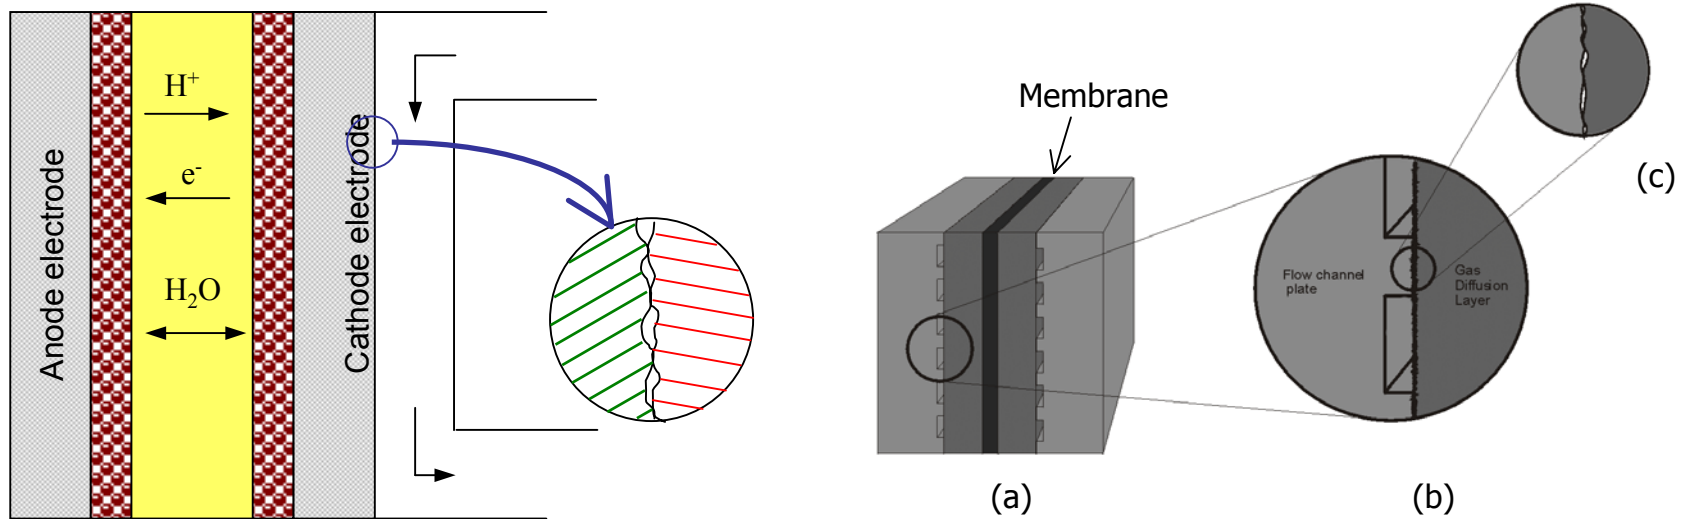 Anode electrode
H⁺
e⁻
H₂O
Cathode electrode
Membrane
(a)
Flow channel
plate
Gas
Diffusion
Layer
(b)
(c)